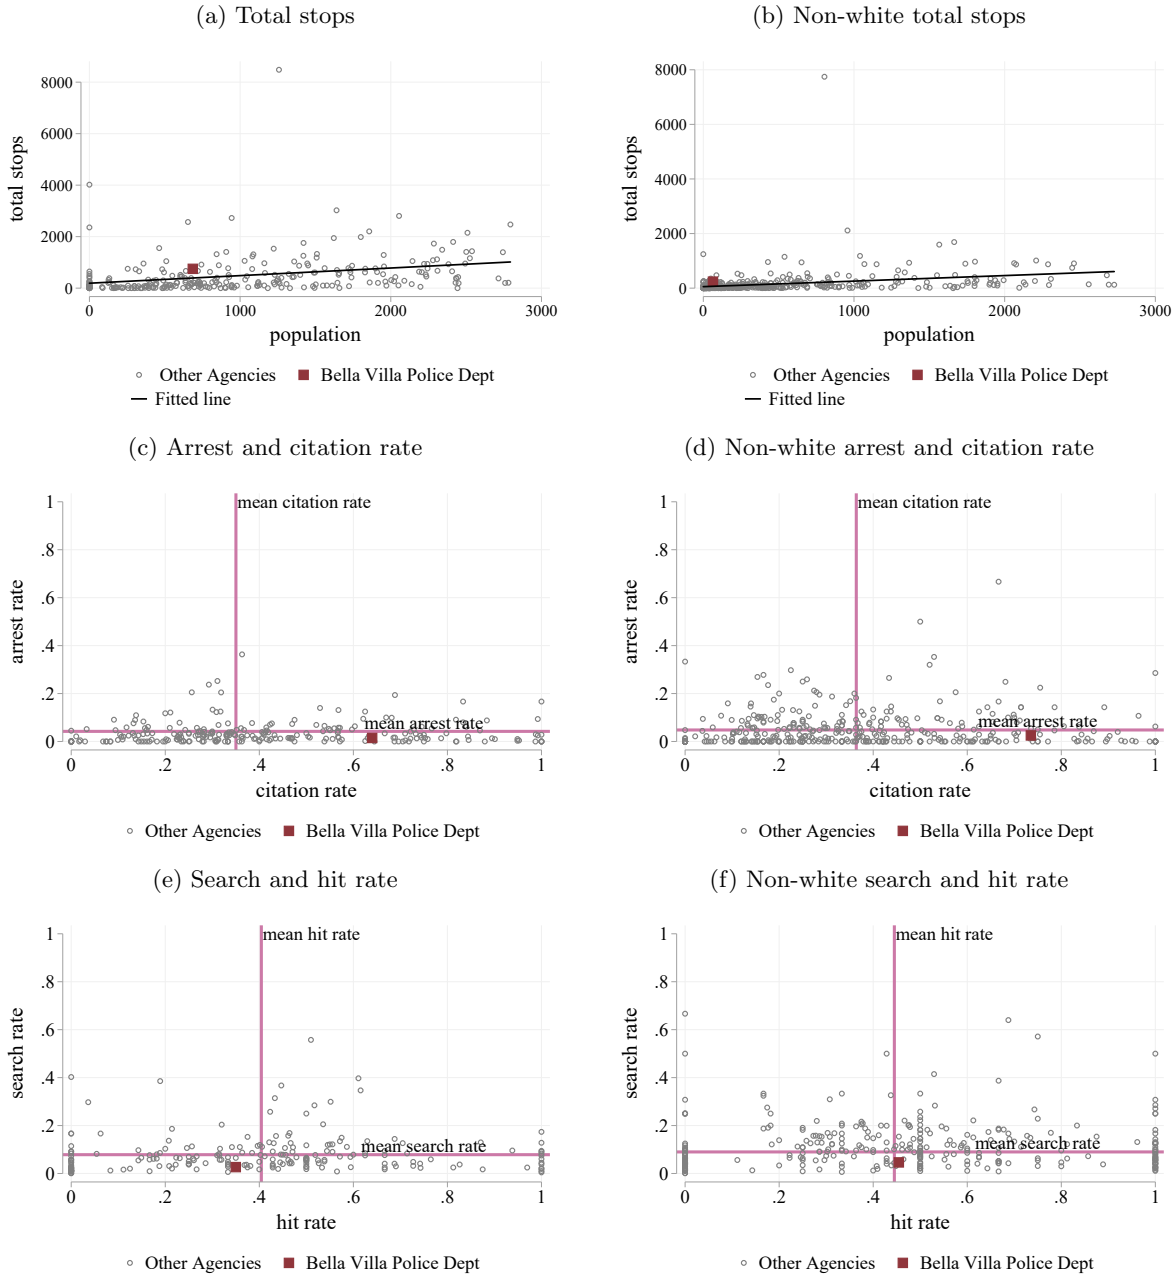 (a) Total stops
(b) Non-white total stops
total stops
8000
6000
4000
2000
0
0
1000
2000
3000
population
Other Agencies
Bella Villa Police Dept
Fitted line
total stops
8000
6000
4000
2000
0
0
1000
2000
3000
population
Other Agencies
Bella Villa Police Dept
Fitted line
(c) Arrest and citation rate
(d) Non-white arrest and citation rate
arrest rate
1
.8
.6
.4
.2
0
mean citation rate
mean arrest rate
0
.2
.4
.6
.8
1
citation rate
Other Agencies
Bella Villa Police Dept
arrest rate
1
.8
.6
.4
.2
0
mean citation rate
mean arrest rate
0
.2
.4
.6
.8
1
citation rate
Other Agencies
Bella Villa Police Dept
(e) Search and hit rate
(f) Non-white search and hit rate
search rate
1
.8
.6
.4
.2
0
mean hit rate
mean search rate
0
.2
.4
.6
.8
1
hit rate
Other Agencies
Bella Villa Police Dept
search rate
1
.8
.6
.4
.2
0
mean hit rate
mean search rate
0
.2
.4
.6
.8
1
hit rate
Other Agencies
Bella Villa Police Dept